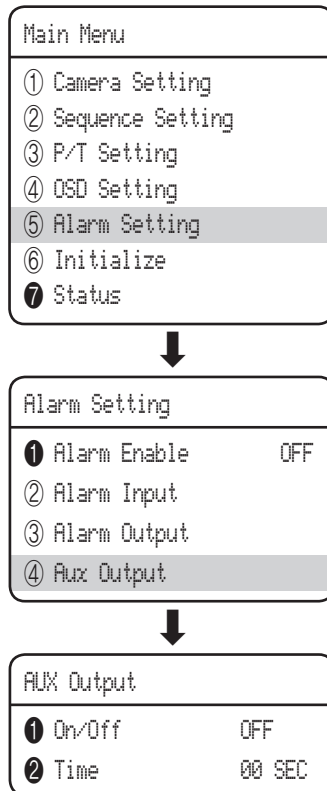 Main Menu
① Camera Setting
② Sequence Setting
③ P/T Setting
④ OSD Setting
⑤ Alarm Setting
⑥ Initialize
❼ Status
Alarm Setting
❶ Alarm Enable OFF
② Alarm Input
③ Alarm Output
④ Aux Output
AUX Output
❶ On/Off OFF
❷ Time 00 SEC